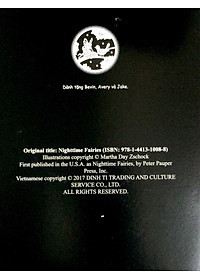 Dành tặng Bevin, Avery và Jake.
Original title: Nighttime Fairies (ISBN: 978-1-4413-1008-8)
Illustrations copyright © Martha Day Zschock
First published in the U.S.A. as Nighttime Fairies, by Peter Pauper
Press, Inc.
Vietnamese copyright © 2017 DINH TI TRADING AND CULTURE
SERVICE CO., LTD.
ALL RIGHTS RESERVED.